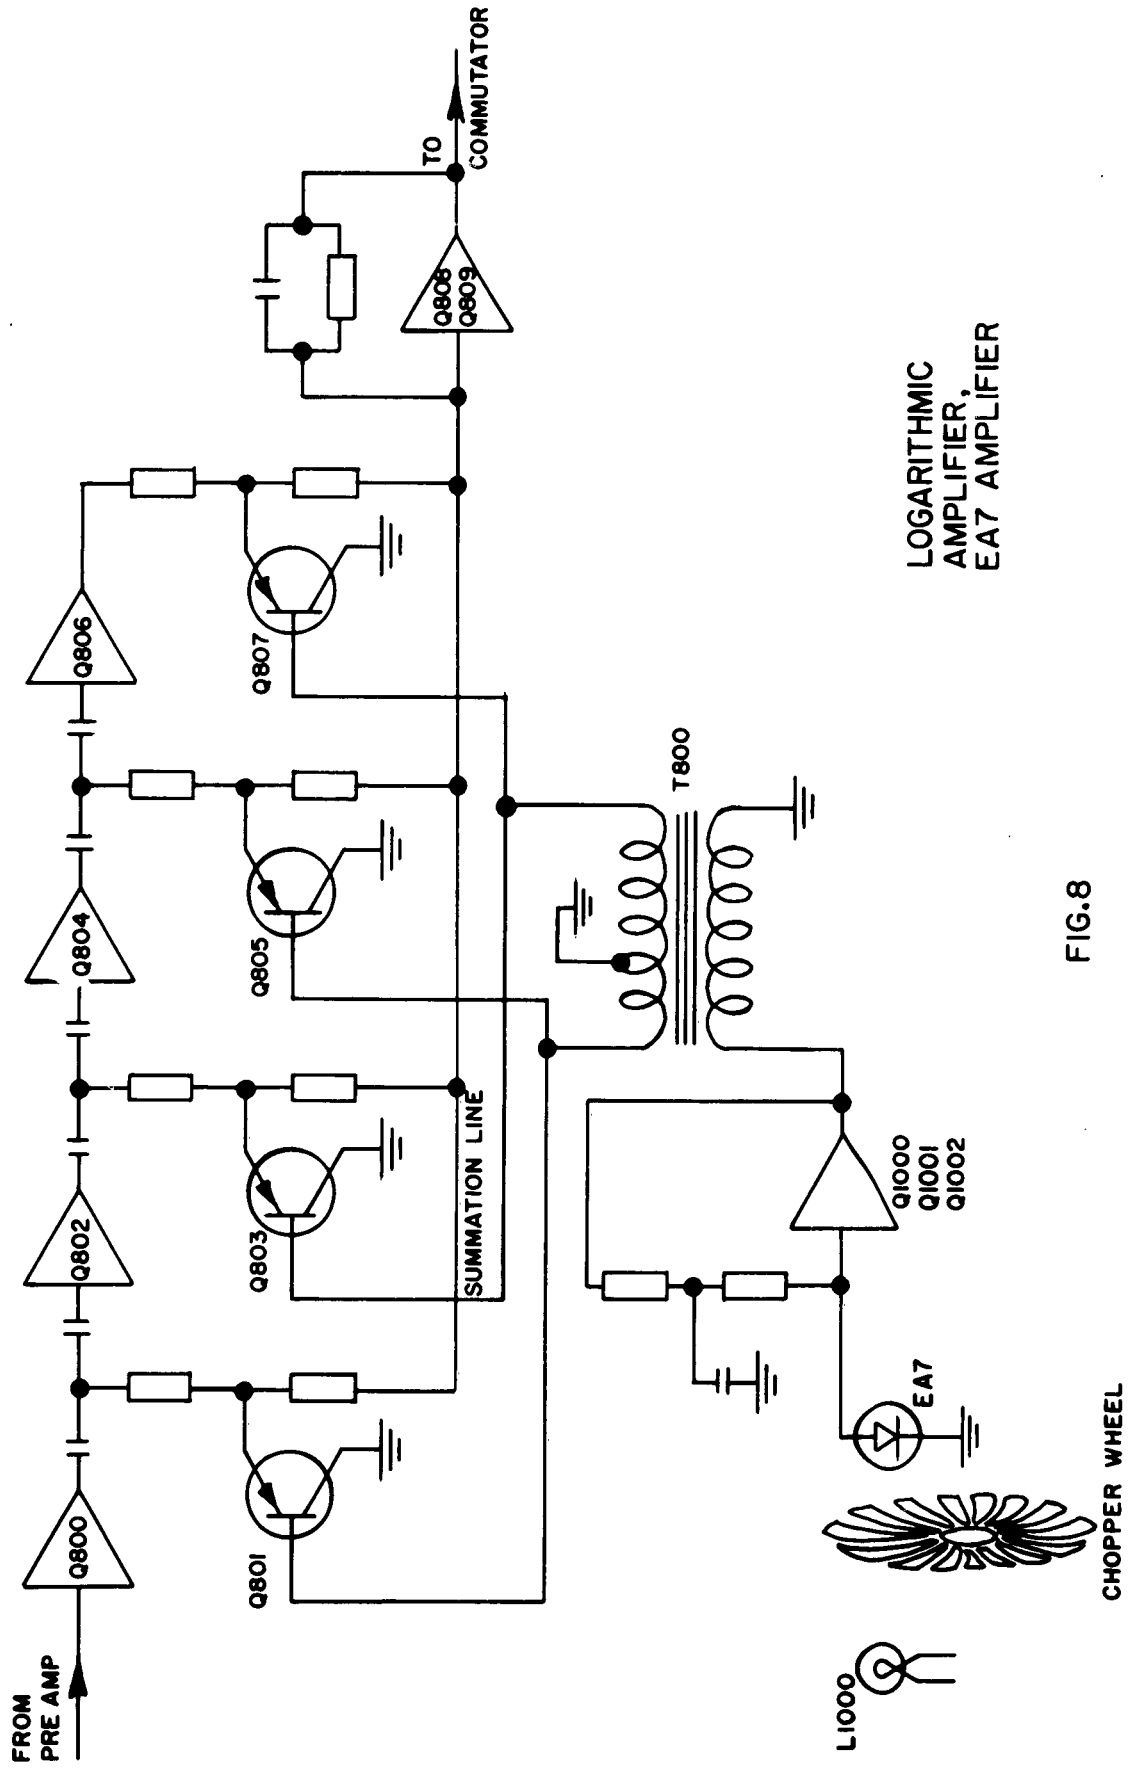 FROM
PRE AMP
Q800
Q802
Q804
Q806
Q801
Q803
Q805
Q807
SUMMATION LINE
Q808
Q809
TO
COMMUTATOR
T800
L1000
CHOPPER WHEEL
EA7
Q1000
Q1001
Q1002
LOGARITHMIC
AMPLIFIER,
EA7 AMPLIFIER
FIG.8